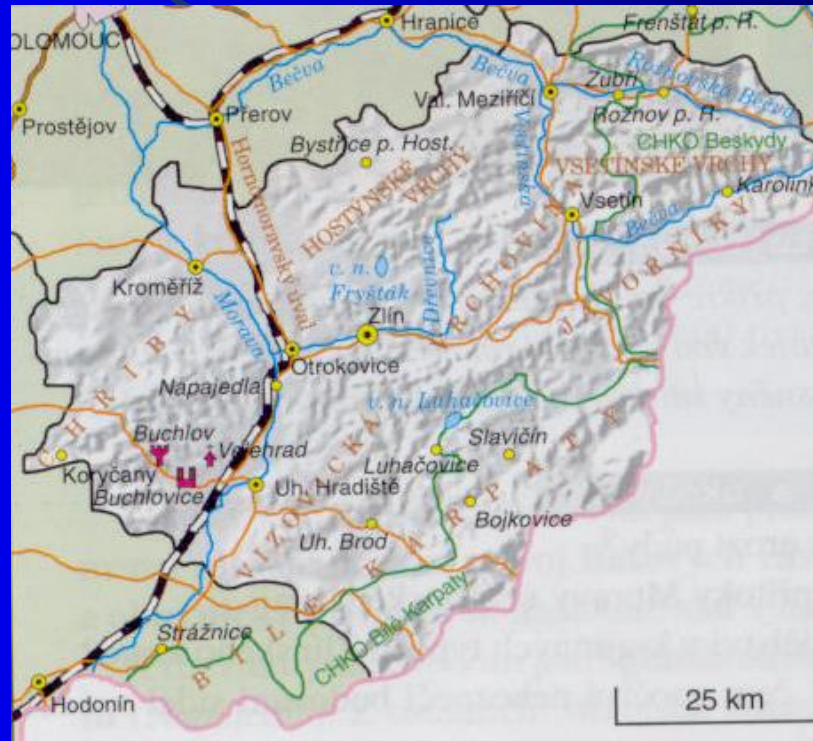 OLOMOUC
Hranice
Frenštát p. R.
Bečva
Bečva
Zubří
Rožnovská Bečva
Val. Meziříčí
Prostějov
Přerov
Rožnov p. R.
Bystřice p. Host.
Vsetínská
CHKO Beskydy
VSETÍNSKÉ VRCHY
HOSTÝNSKÉ VRCHY
Hornomoravský úval
Karolink
Vsetín
Bečva
Kroměříž
v. n. Fryšták
Dřevnice
VRCHOVINA
JAVORNÍKY
Morava
Zlín
Otrokovice
Napajedla
v. n. Luhačovice
HŘIBY
Buchlov
Velehrad
Slavičín
Koryčany
Luhačovice
Buchlovice
Uh. Hradiště
Bojkovice
VIZOVICKÁ
KARPATY
Uh. Brod
Strážnice
BÍLÉ
CHKO Bílé Karpaty
Hodonín
25 km